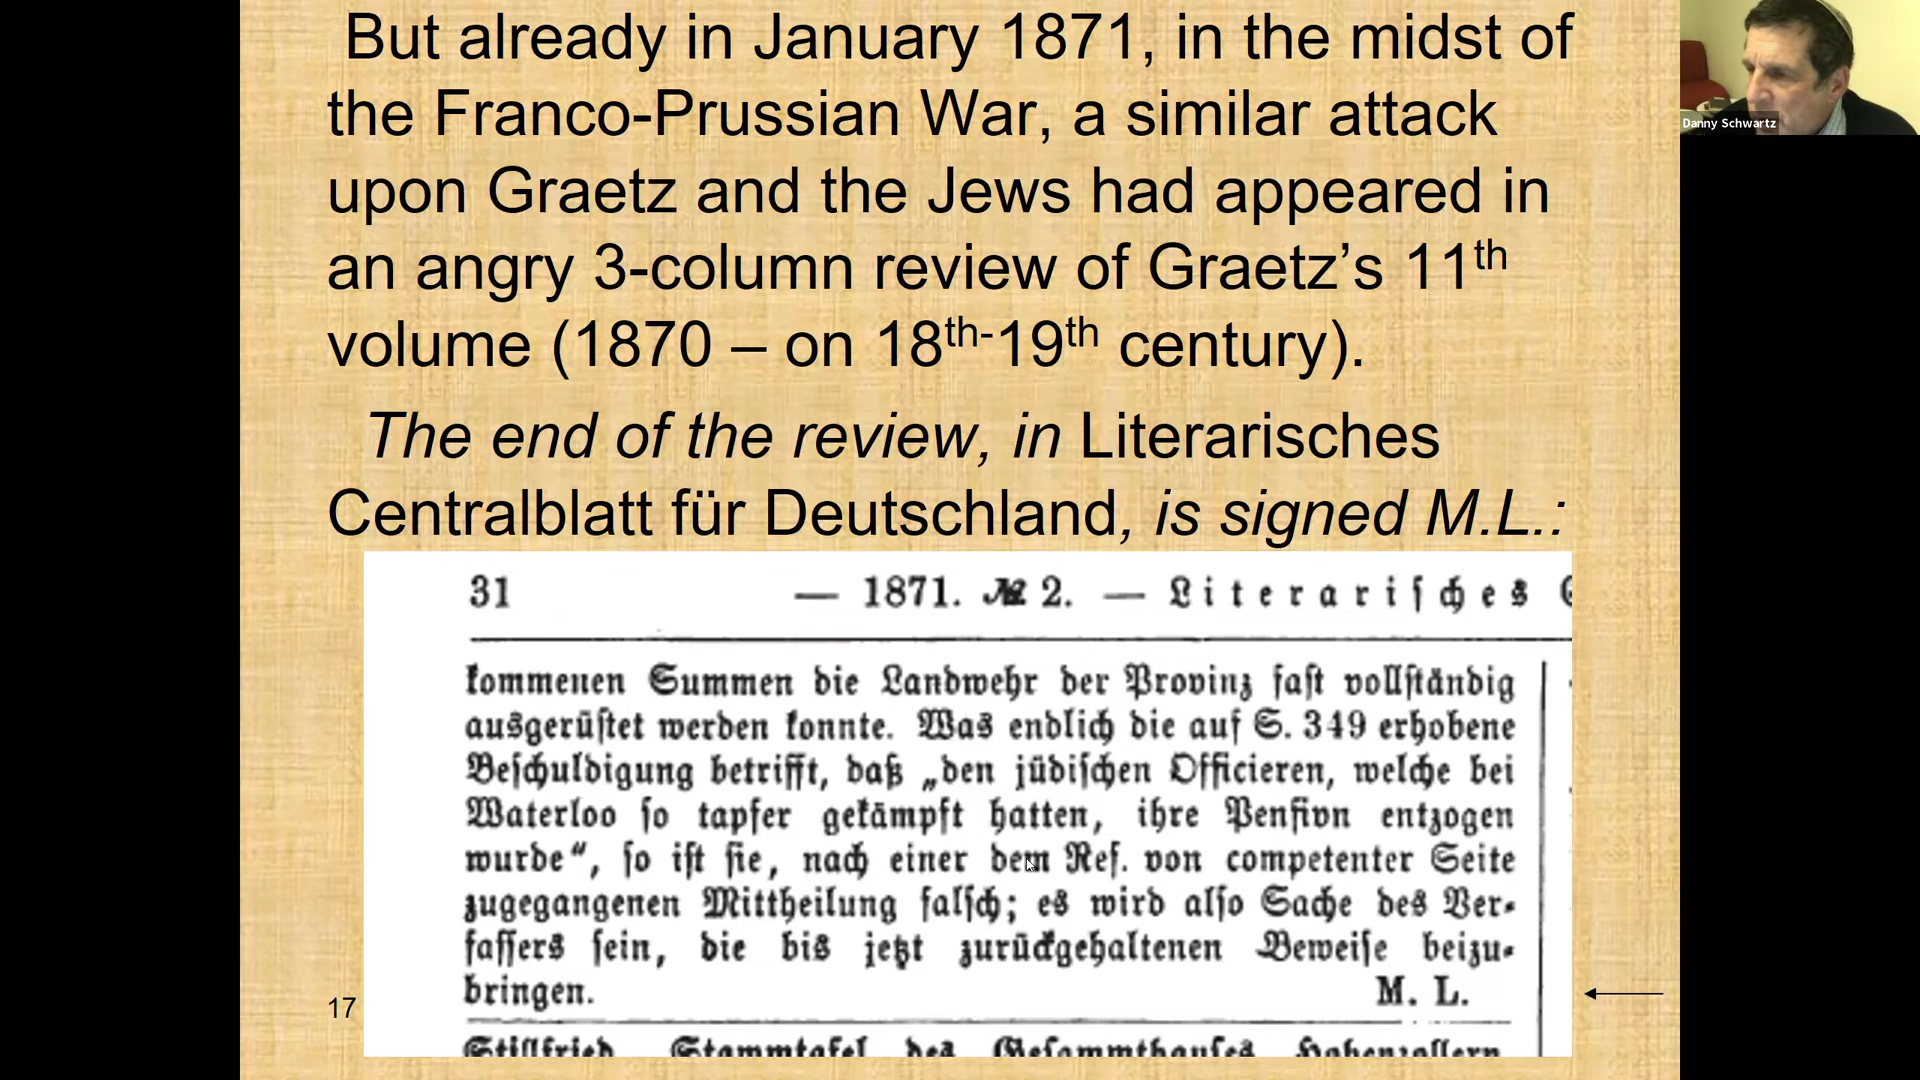 But already in January 1871, in the midst of
the Franco-Prussian War, a similar attack
upon Graetz and the Jews had appeared in
an angry 3-column review of Graetz’s 11th
volume (1870 – on 18th-19th century).
The end of the review, in Literarisches
Centralblatt für Deutschland, is signed M.L.:
31 — 1871. № 2. — Literariſches
kommenen Summen die Landwehr der Provinz faſt vollſtändig
ausgerüſtet werden konnte. Was endlich die auf S. 349 erhobene
Beſchuldigung betrifft, daß „den jüdiſchen Officieren, welche bei
Waterloo ſo tapfer gekämpft hatten, ihre Penſion entzogen
wurde“, ſo iſt ſie, nach einer dem Ref. von competenter Seite
zugegangenen Mittheilung falſch; es wird alſo Sache des Ver-
faſſers ſein, die bis jetzt zurückgehaltenen Beweiſe beizu-
bringen. M. L.
Stillfried, Stammtafel des Geſammthauſes Hohenzollern
17
Danny Schwartz